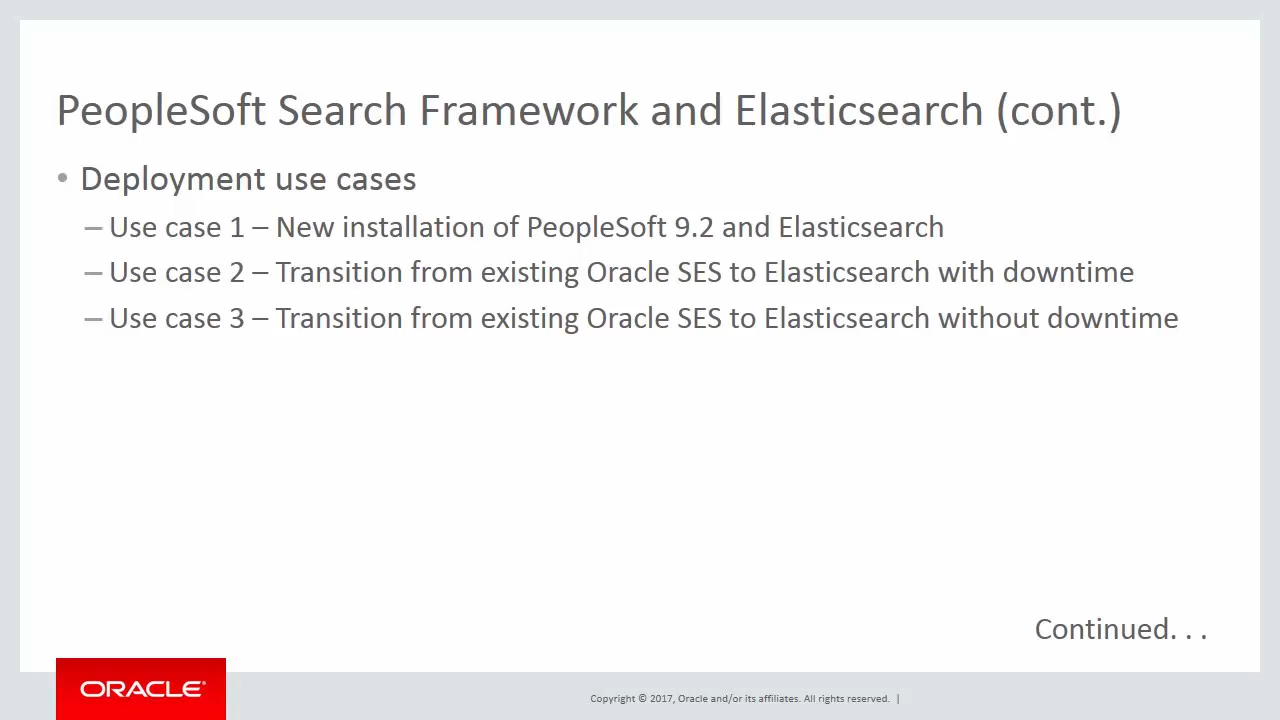 PeopleSoft Search Framework and Elasticsearch (cont.)
• Deployment use cases
– Use case 1 – New installation of PeopleSoft 9.2 and Elasticsearch
– Use case 2 – Transition from existing Oracle SES to Elasticsearch with downtime
– Use case 3 – Transition from existing Oracle SES to Elasticsearch without downtime
Continued. . .
ORACLE®
Copyright © 2017, Oracle and/or its affiliates. All rights reserved. |